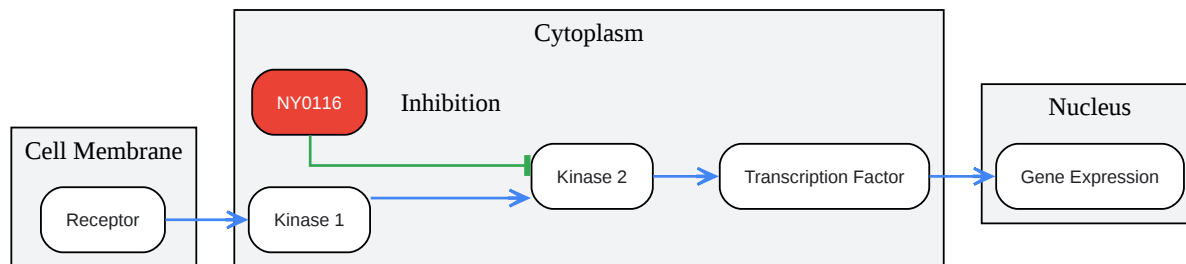 Cytoplasm
NY0116
Inhibition
Nucleus
Cell Membrane
Kinase 2
Transcription Factor
Gene Expression
Receptor
Kinase 1